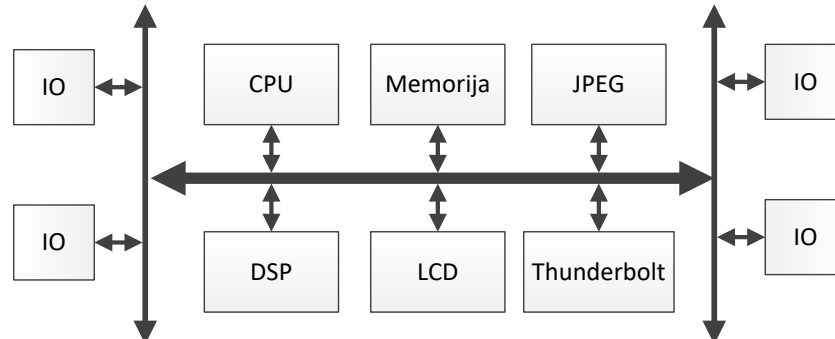 IO
CPU
Memorija
JPEG
IO
IO
DSP
LCD
Thunderbolt
IO